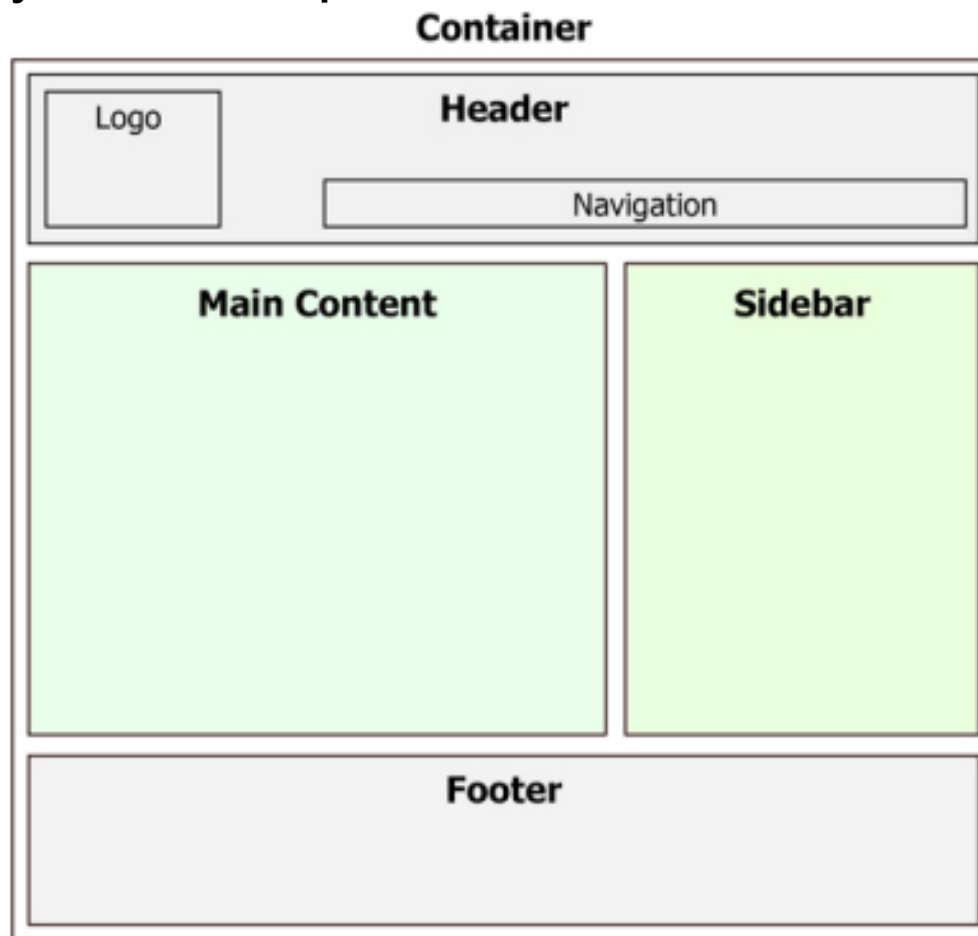 Container
Header
Logo
Navigation
Main Content
Sidebar
Footer